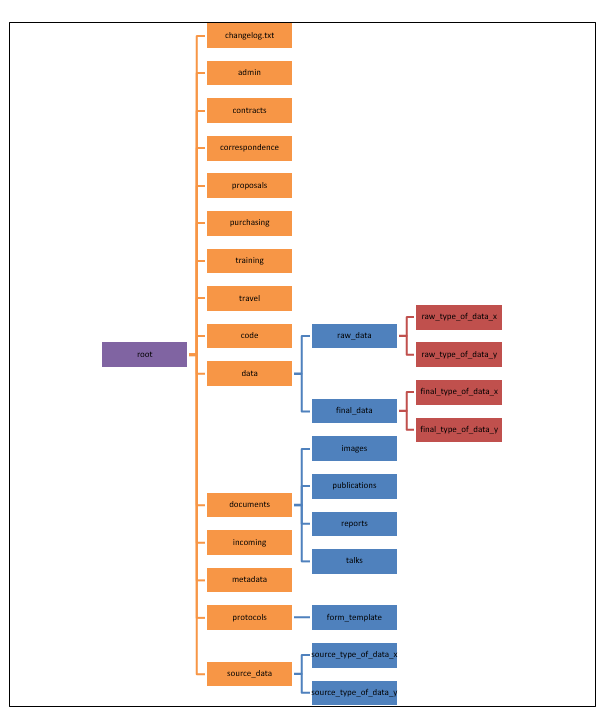 changelog.txt
admin
contracts
correspondence
proposals
purchasing
training
travel
raw_type_of_data_x
code
raw_data
root
raw_type_of_data_y
data
final_type_of_data_x
final_data
final_type_of_data_y
images
publications
documents
reports
incoming
talks
metadata
protocols
form_template
source_type_of_data_x
source_data
source_type_of_data_y